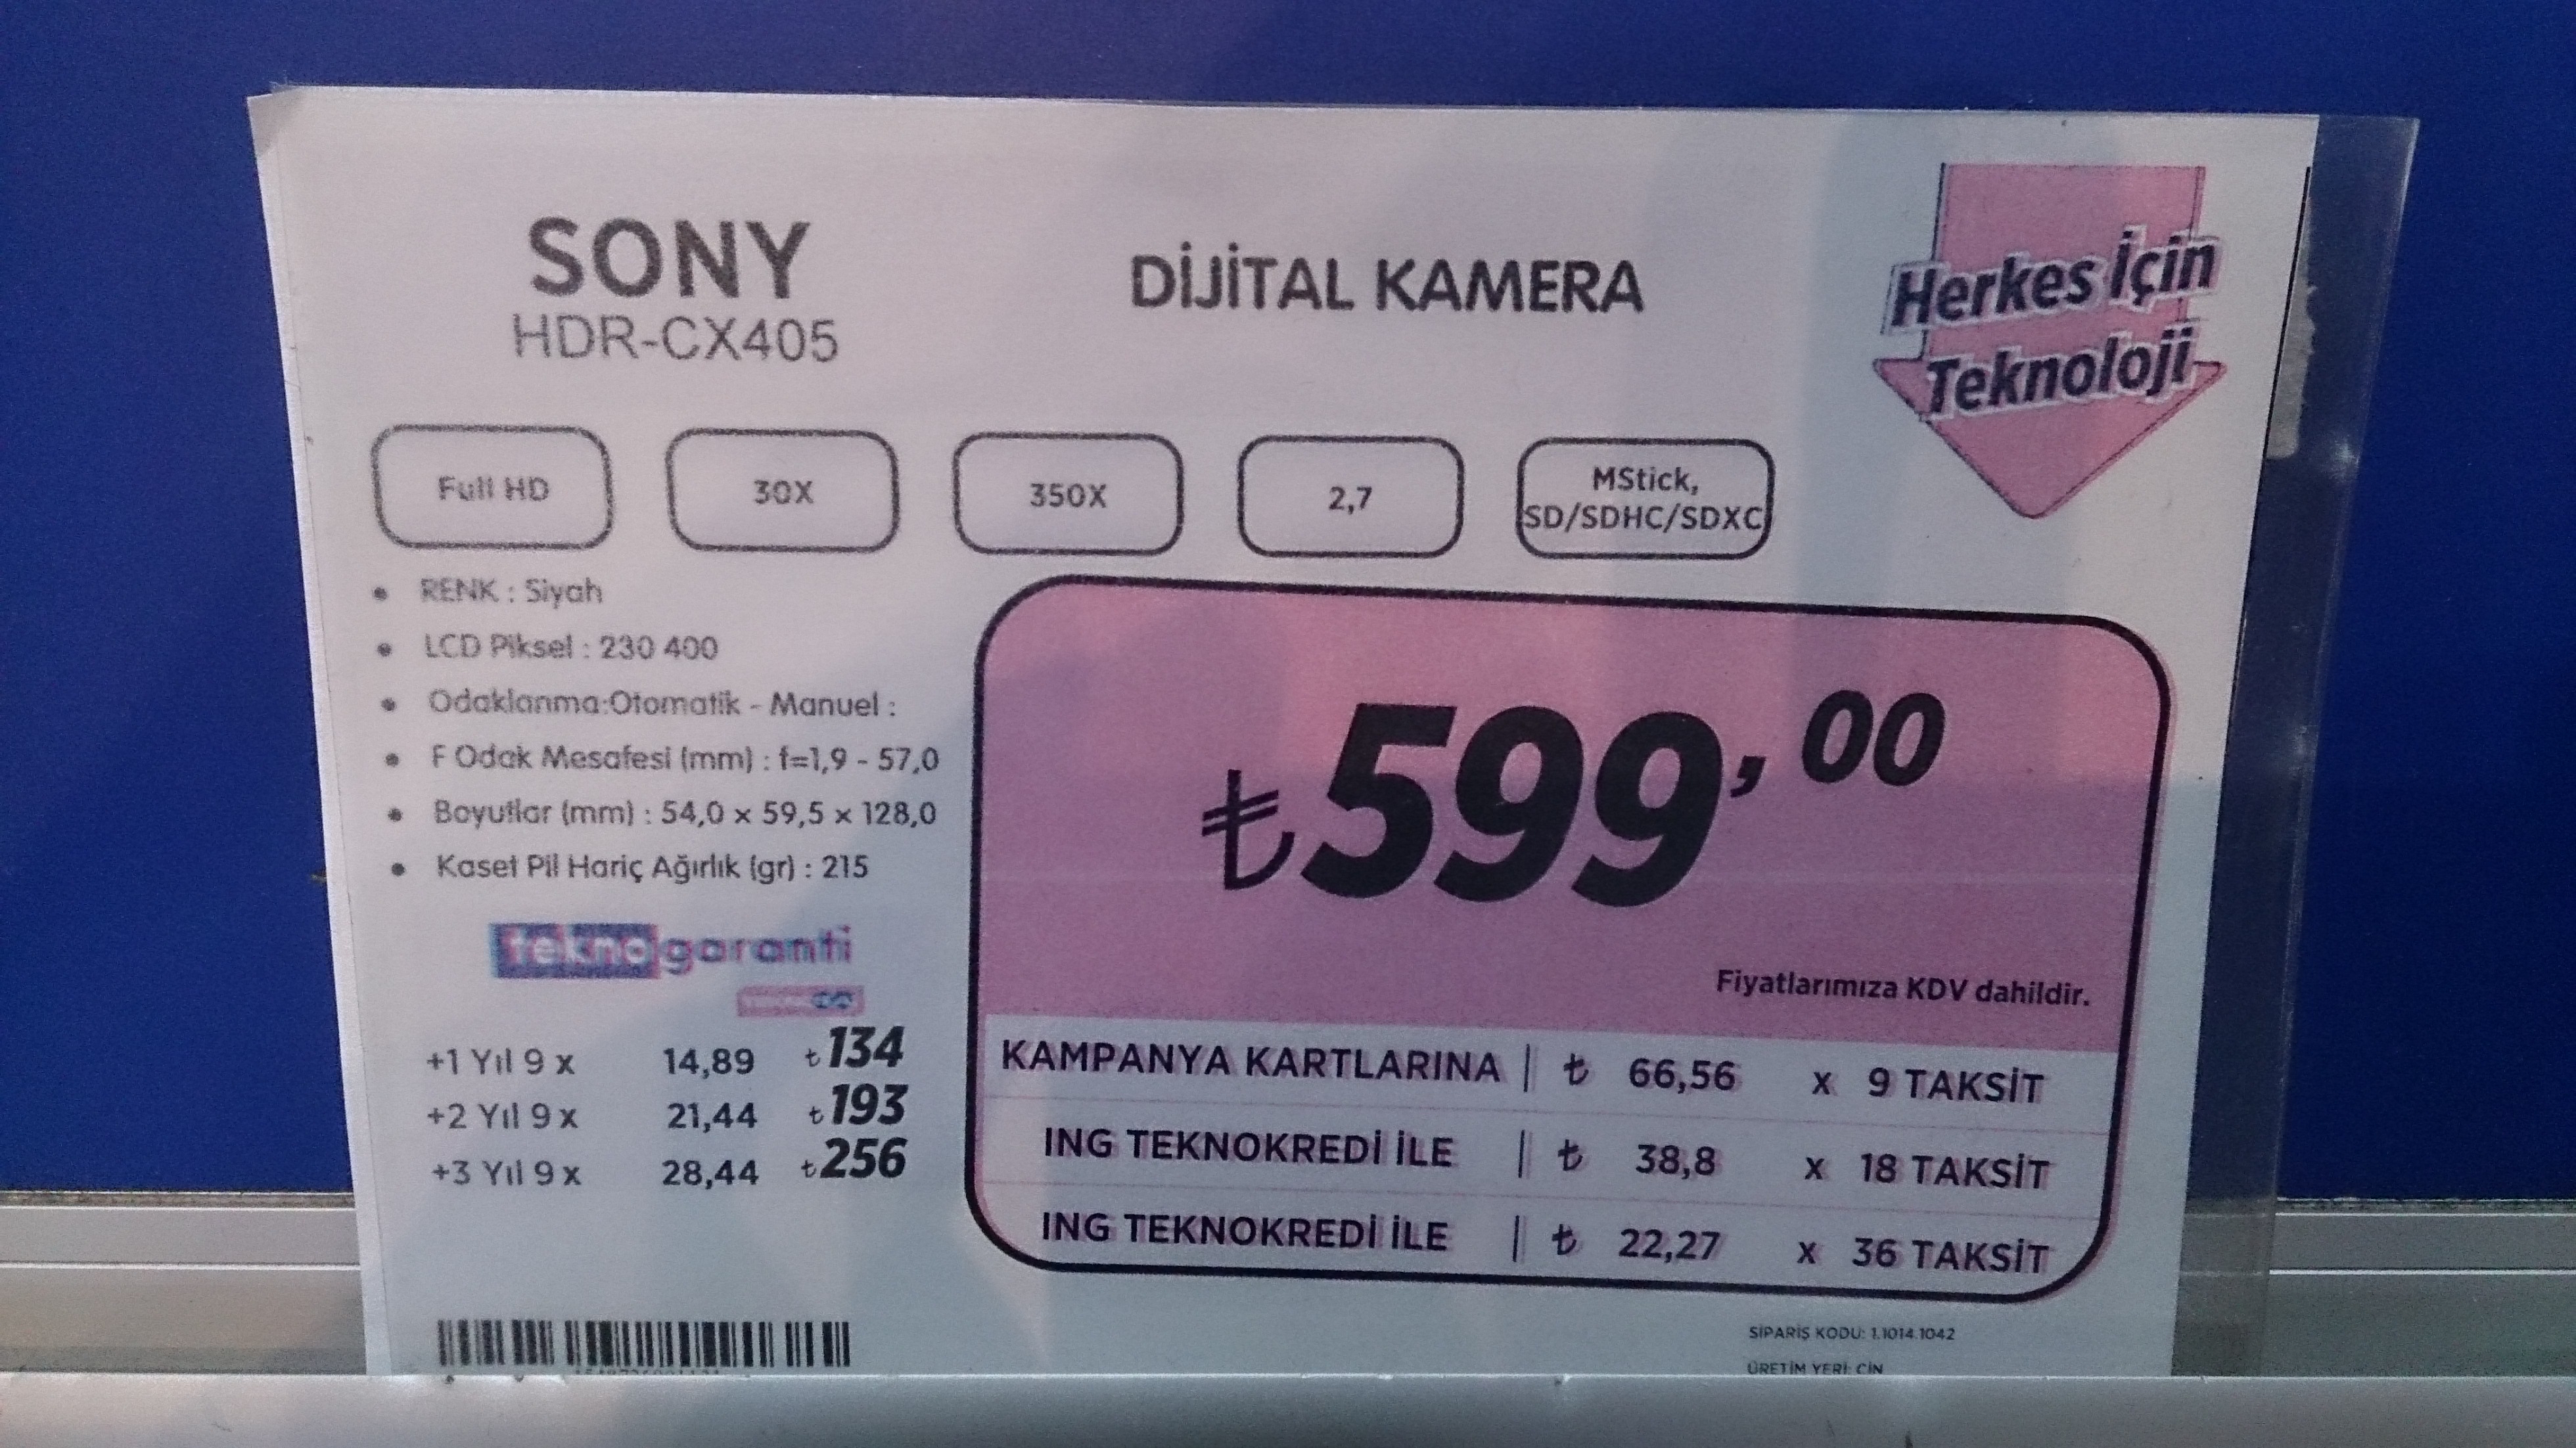 SONY
HDR-CX405
DİJİTAL KAMERA
Herkes İçin
Teknoloji
Full HD
30X
350X
2,7
MStick,
SD/SDHC/SDXC
• RENK : Siyah
• LCD Piksel : 230 400
• Odaklanma:Otomatik - Manuel :
• F Odak Mesafesi (mm) : f=1,9 - 57,0
• Boyutlar (mm) : 54,0 x 59,5 x 128,0
• Kaset Pil Hariç Ağırlık (gr) : 215
teknogaranti
+1 Yıl 9 x 14,89 ₺134
+2 Yıl 9 x 21,44 ₺193
+3 Yıl 9 x 28,44 ₺256
₺599,00
Fiyatlarımıza KDV dahildir.
KAMPANYA KARTLARINA | ₺ 66,56 x 9 TAKSİT
ING TEKNOKREDİ İLE | ₺ 38,8 x 18 TAKSİT
ING TEKNOKREDİ İLE | ₺ 22,27 x 36 TAKSİT
SİPARİŞ KODU: 1.1014.1042
ÜRETİM YERİ: ÇİN